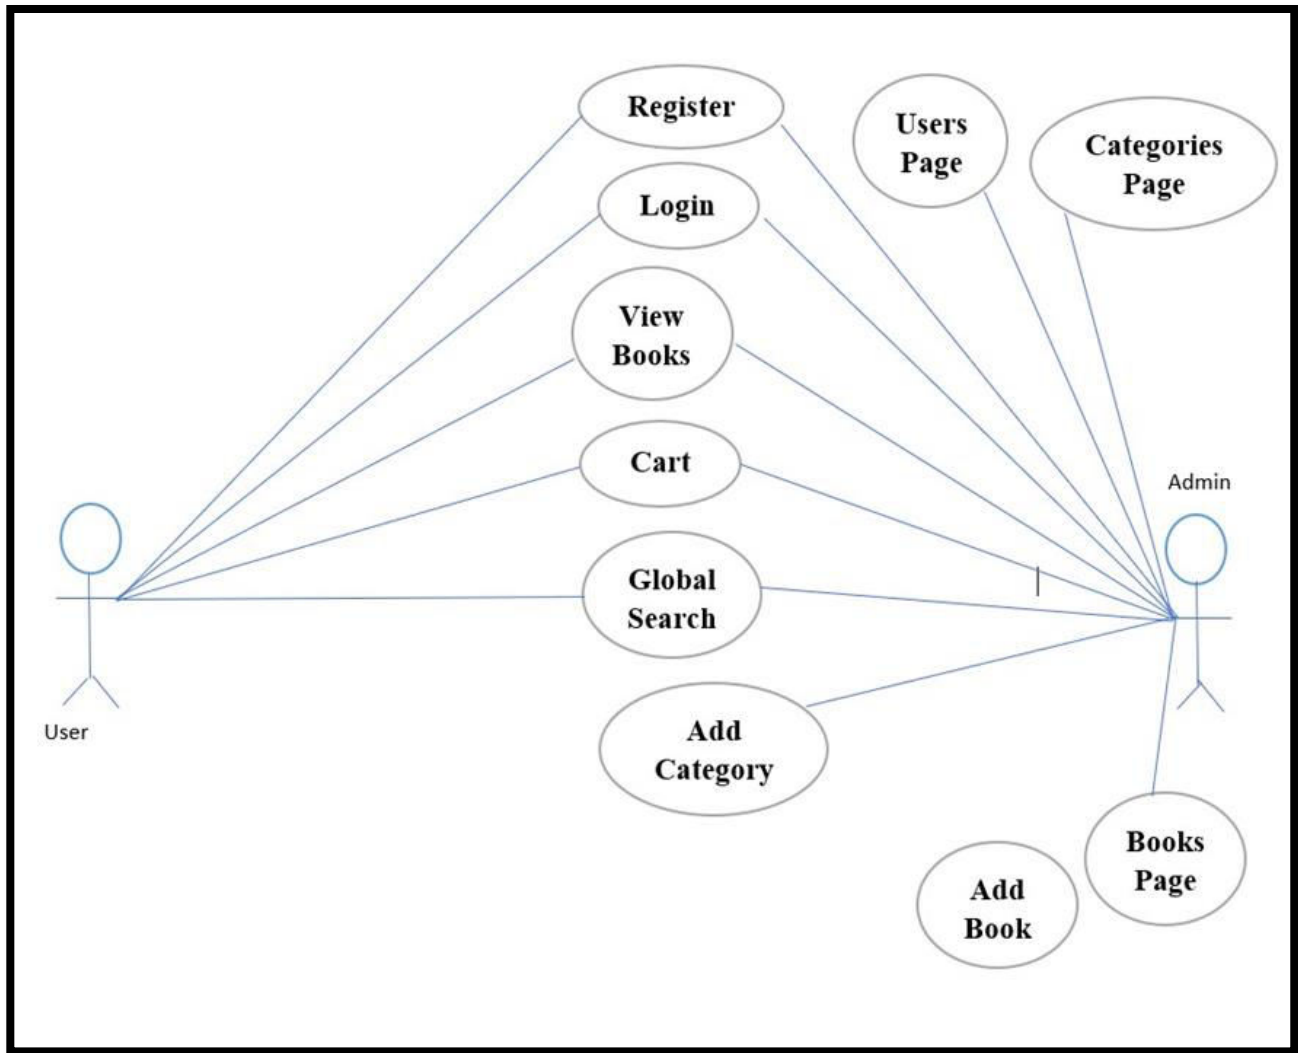 Register
Users
Page
Categories
Page
Login
View
Books
Cart
Admin
Global
Search
User
Add
Category
Books
Page
Add
Book